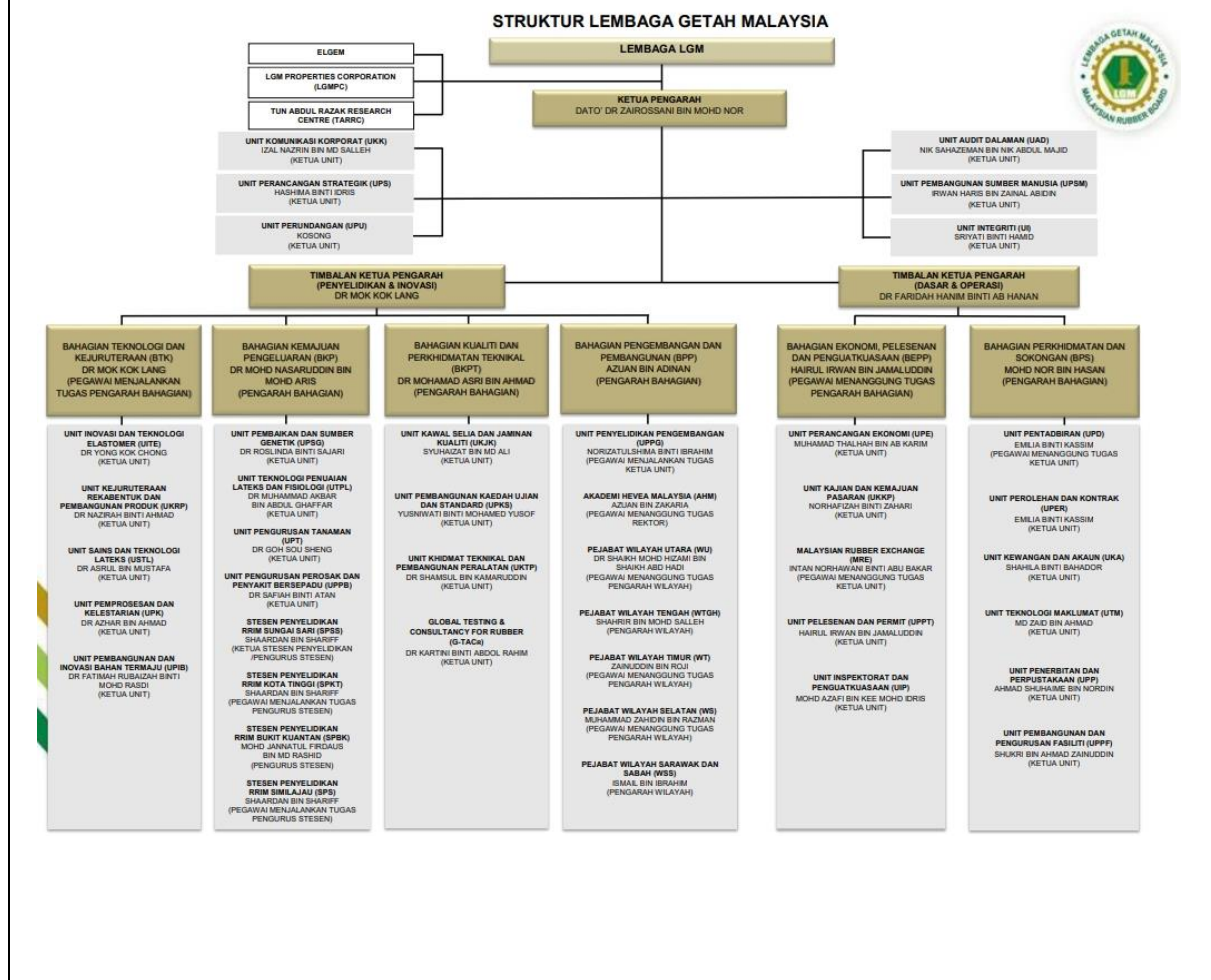 STRUKTUR LEMBAGA GETAH MALAYSIA
LEMBAGA LGM
ELGEM
LGM PROPERTIES CORPORATION
(LGMPC)
TUN ABDUL RAZAK RESEARCH
CENTRE (TARRC)
KETUA PENGARAH
DATO' DR ZAIROSSANI BIN MOHD NOR
LEMBAGA GETAH MALAYSIA
LGM
MALAYSIAN RUBBER BOARD
UNIT KOMUNIKASI KORPORAT (UKK)
IZAL NAZRIN BIN MD SALLEH
(KETUA UNIT)
UNIT PERANCANGAN STRATEGIK (UPS)
HASHIMA BINTI IDRIS
(KETUA UNIT)
UNIT PERUNDANGAN (UPU)
KOSONG
(KETUA UNIT)
UNIT AUDIT DALAMAN (UAD)
NIK SAHAZEMAN BIN NIK ABDUL MAJID
(KETUA UNIT)
UNIT PEMBANGUNAN SUMBER MANUSIA (UPSM)
IRWAN HARIS BIN ZAINAL ABIDIN
(KETUA UNIT)
UNIT INTEGRITI (UI)
SRIYATI BINTI HAMID
(KETUA UNIT)
TIMBALAN KETUA PENGARAH
(PENYELIDIKAN & INOVASI)
DR MOK KOK LANG
TIMBALAN KETUA PENGARAH
(DASAR & OPERASI)
DR FARIDAH HANIM BINTI AB HANAN
BAHAGIAN TEKNOLOGI DAN
KEJURUTERAAN (BTK)
DR MOK KOK LANG
(PEGAWAI MENJALANKAN
TUGAS PENGARAH BAHAGIAN)
UNIT INOVASI DAN TEKNOLOGI
ELASTOMER (UITE)
DR YONG KOK CHONG
(KETUA UNIT)
UNIT KEJURUTERAAN
REKABENTUK DAN
PEMBANGUNAN PRODUK (UKRP)
DR NAZIRAH BINTI AHMAD
(KETUA UNIT)
UNIT SAINS DAN TEKNOLOGI
LATEKS (USTL)
DR ASRUL BIN MUSTAFA
(KETUA UNIT)
UNIT PEMPROSESAN DAN
KELESTARIAN (UPK)
DR AZHAR BIN AHMAD
(KETUA UNIT)
UNIT PEMBANGUNAN DAN
INOVASI BAHAN TERMAJU (UPIB)
DR FATIMAH RUBAIZAH BINTI
MOHD RASDI
(KETUA UNIT)
BAHAGIAN KEMAJUAN
PENGELUARAN (BKP)
DR MOHD NASARUDDIN BIN
MOHD ARIS
(PENGARAH BAHAGIAN)
UNIT PEMBAIKAN DAN SUMBER
GENETIK (UPSG)
DR ROSLINDA BINTI SAJARI
(KETUA UNIT)
UNIT TEKNOLOGI PENUAIAN
LATEKS DAN FISIOLOGI (UTPL)
DR MUHAMMAD AKBAR
BIN ABDUL GHAFFAR
(KETUA UNIT)
UNIT PENGURUSAN TANAMAN
(UPT)
DR GOH SOU SHENG
(KETUA UNIT)
UNIT PENGURUSAN PEROSAK DAN
PENYAKIT BERSEPADU (UPPB)
DR SAFIAH BINTI ATAN
(KETUA UNIT)
STESEN PENYELIDIKAN
RRIM SUNGAI SARI (SPSS)
SHAARDAN BIN SHARIFF
(KETUA STESEN PENYELIDIKAN
/PENGURUS STESEN)
STESEN PENYELIDIKAN
RRIM KOTA TINGGI (SPKT)
SHAARDAN BIN SHARIFF
(PEGAWAI MENJALANKAN TUGAS
PENGURUS STESEN)
STESEN PENYELIDIKAN
RRIM BUKIT KUANTAN (SPBK)
MOHD JANNATUL FIRDAUS
BIN MD RASHID
(PENGURUS STESEN)
STESEN PENYELIDIKAN
RRIM SIMILAJAU (SPS)
SHAARDAN BIN SHARIFF
(PEGAWAI MENJALANKAN TUGAS
PENGURUS STESEN)
BAHAGIAN KUALITI DAN
PERKHIDMATAN TEKNIKAL
(BKPT)
DR MOHAMAD ASRI BIN AHMAD
(PENGARAH BAHAGIAN)
UNIT KAWAL SELIA DAN JAMINAN
KUALITI (UKJK)
SYUHAIZAT BIN MD ALI
(KETUA UNIT)
UNIT PEMBANGUNAN KAEDAH UJIAN
DAN STANDARD (UPKS)
YUSNIWATI BINTI MOHAMED YUSOF
(KETUA UNIT)
UNIT KHIDMAT TEKNIKAL DAN
PEMBANGUNAN PERALATAN (UKTP)
DR SHAMSUL BIN KAMARUDDIN
(KETUA UNIT)
GLOBAL TESTING &
CONSULTANCY FOR RUBBER
(G-TACa)
DR KARTINI BINTI ABDOL RAHIM
(KETUA UNIT)
BAHAGIAN PENGEMBANGAN DAN
PEMBANGUNAN (BPP)
AZUAN BIN ADINAN
(PENGARAH BAHAGIAN)
UNIT PENYELIDIKAN PENGEMBANGAN
(UPPG)
NORIZATULSHIMA BINTI IBRAHIM
(PEGAWAI MENJALANKAN TUGAS
KETUA UNIT)
AKADEMI HEVEA MALAYSIA (AHM)
AZUAN BIN ZAKARIA
(PEGAWAI MENANGGUNG TUGAS
REKTOR)
PEJABAT WILAYAH UTARA (WU)
DR SHAIKH MOHD HIZAMI BIN
SHAIKH ABD HADI
(PEGAWAI MENANGGUNG TUGAS
PENGARAH WILAYAH)
PEJABAT WILAYAH TENGAH (WTGH)
SHAHRIR BIN MOHD SALLEH
(PENGARAH WILAYAH)
PEJABAT WILAYAH TIMUR (WT)
ZAINUDDIN BIN ROJI
(PEGAWAI MENANGGUNG TUGAS
PENGARAH WILAYAH)
PEJABAT WILAYAH SELATAN (WS)
MUHAMMAD ZAHIDIN BIN RAZMAN
(PEGAWAI MENANGGUNG TUGAS
PENGARAH WILAYAH)
PEJABAT WILAYAH SARAWAK DAN
SABAH (WSS)
ISMAIL BIN IBRAHIM
(PENGARAH WILAYAH)
BAHAGIAN EKONOMI, PELESENAN
DAN PENGUATKUASAAN (BEPP)
HAIRUL IRWAN BIN JAMALUDDIN
(PEGAWAI MENANGGUNG TUGAS
PENGARAH BAHAGIAN)
UNIT PERANCANGAN EKONOMI (UPE)
MUHAMAD THALHAH BIN AB KARIM
(KETUA UNIT)
UNIT KAJIAN DAN KEMAJUAN
PASARAN (UKKP)
NORHAFIZAH BINTI ZAHARI
(KETUA UNIT)
MALAYSIAN RUBBER EXCHANGE
(MRE)
INTAN NORHAWANI BINTI ABU BAKAR
(PEGAWAI MENANGGUNG TUGAS
KETUA UNIT)
UNIT PELESENAN DAN PERMIT (UPPT)
HAIRUL IRWAN BIN JAMALUDDIN
(KETUA UNIT)
UNIT INSPEKTORAT DAN
PENGUATKUASAAN (UIP)
MOHD AZAFI BIN KEE MOHD IDRIS
(KETUA UNIT)
BAHAGIAN PERKHIDMATAN DAN
SOKONGAN (BPS)
MOHD NOR BIN HASAN
(PENGARAH BAHAGIAN)
UNIT PENTADBIRAN (UPD)
EMILIA BINTI KASSIM
(PEGAWAI MENANGGUNG TUGAS
KETUA UNIT)
UNIT PEROLEHAN DAN KONTRAK
(UPER)
EMILIA BINTI KASSIM
(KETUA UNIT)
UNIT KEWANGAN DAN AKAUN (UKA)
SHAHILA BINTI BAHADOR
(KETUA UNIT)
UNIT TEKNOLOGI MAKLUMAT (UTM)
MD ZAID BIN AHMAD
(KETUA UNIT)
UNIT PENERBITAN DAN
PERPUSTAKAAN (UPP)
AHMAD SHUHAIME BIN NORDIN
(KETUA UNIT)
UNIT PEMBANGUNAN DAN
PENGURUSAN FASILITI (UPPF)
SHUKRI BIN AHMAD ZAINUDDIN
(KETUA UNIT)